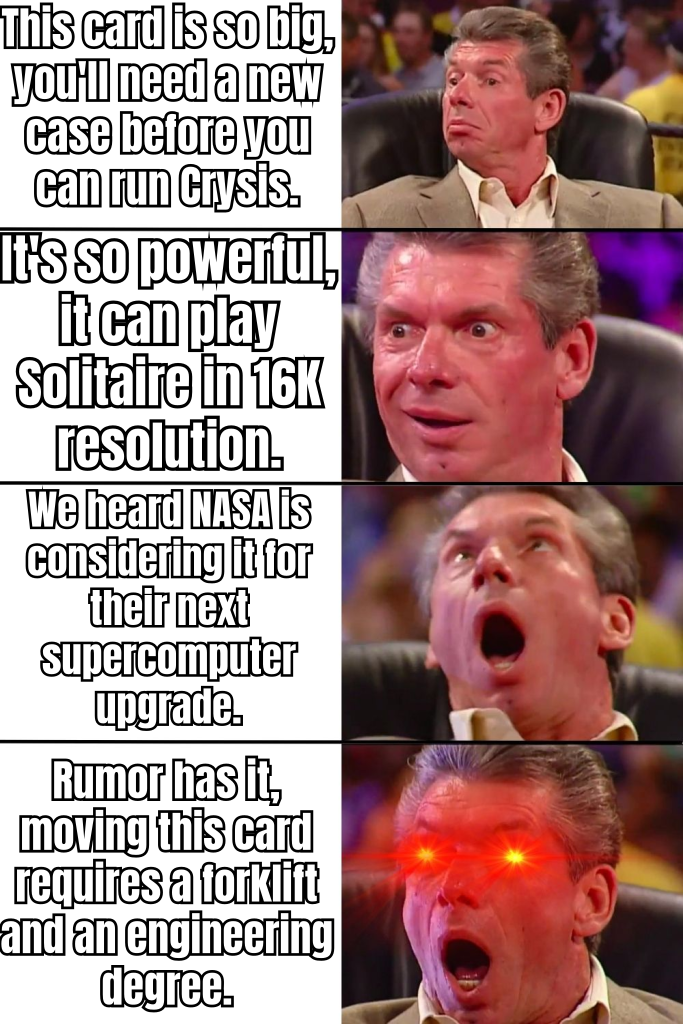 This card is so big,
you'll need a new
case before you
can run Crysis.
It's so powerful,
it can play
Solitaire in 16K
resolution.
We heard NASA is
considering it for
their next
supercomputer
upgrade.
Rumor has it,
moving this card
requires a forklift
and an engineering
degree.